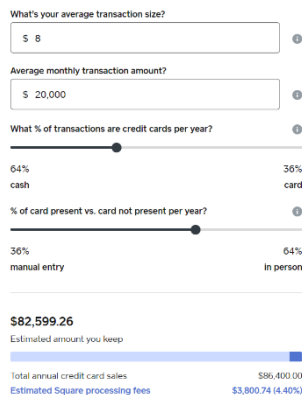 What's your average transaction size?
$ 8
Average monthly transaction amount?
$ 20,000
What % of transactions are credit cards per year?
64% 36%
cash card
% of card present vs. card not present per year?
36% 64%
manual entry in person
$82,599.26
Estimated amount you keep
Total annual credit card sales $86,400.00
Estimated Square processing fees $3,800.74 (4.40%)